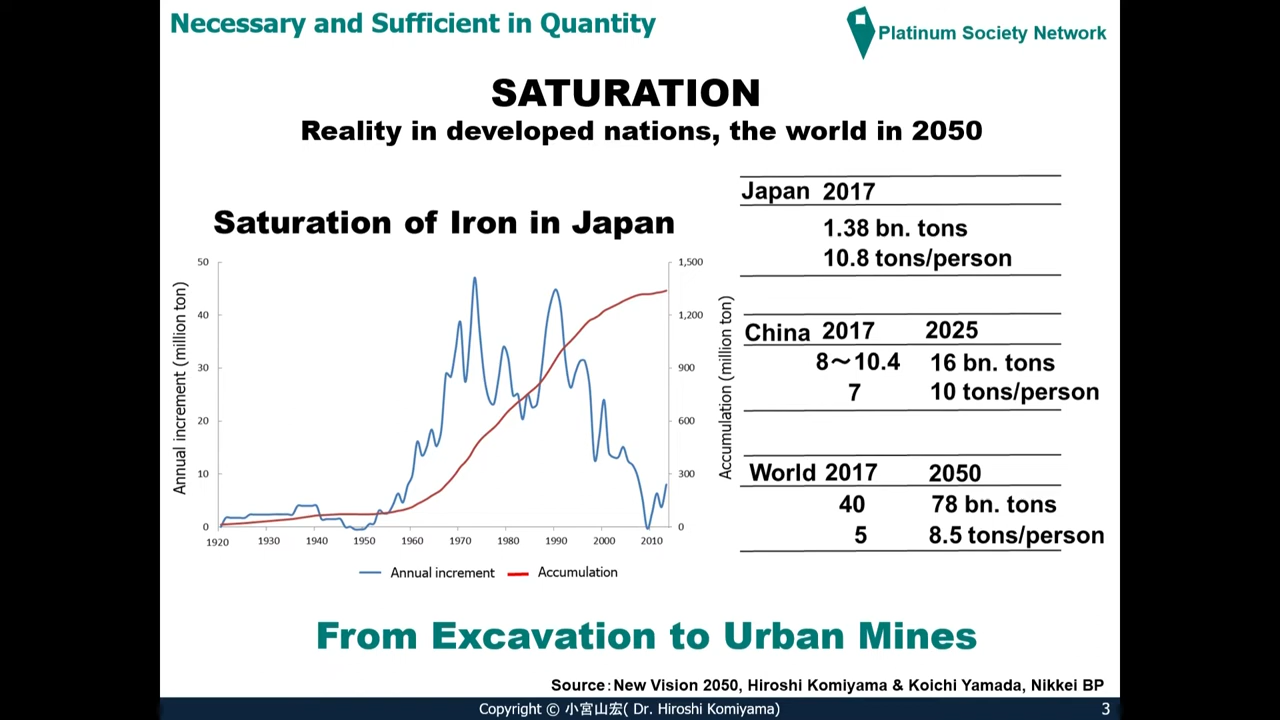 Necessary and Sufficient in Quantity
Platinum Society Network
SATURATION
Reality in developed nations, the world in 2050
Saturation of Iron in Japan
Annual increment (million ton)
50
40
30
20
10
0
1,500
1,200
900
600
300
0
Accumulation (million ton)
1920 1930 1940 1950 1960 1970 1980 1990 2000 2010
Annual increment Accumulation
Japan 2017
1.38 bn. tons
10.8 tons/person
China 2017 2025
8～10.4 16 bn. tons
7 10 tons/person
World 2017 2050
40 78 bn. tons
5 8.5 tons/person
From Excavation to Urban Mines
Source:New Vision 2050, Hiroshi Komiyama & Koichi Yamada, Nikkei BP
Copyright © 小宮山宏( Dr. Hiroshi Komiyama)
3